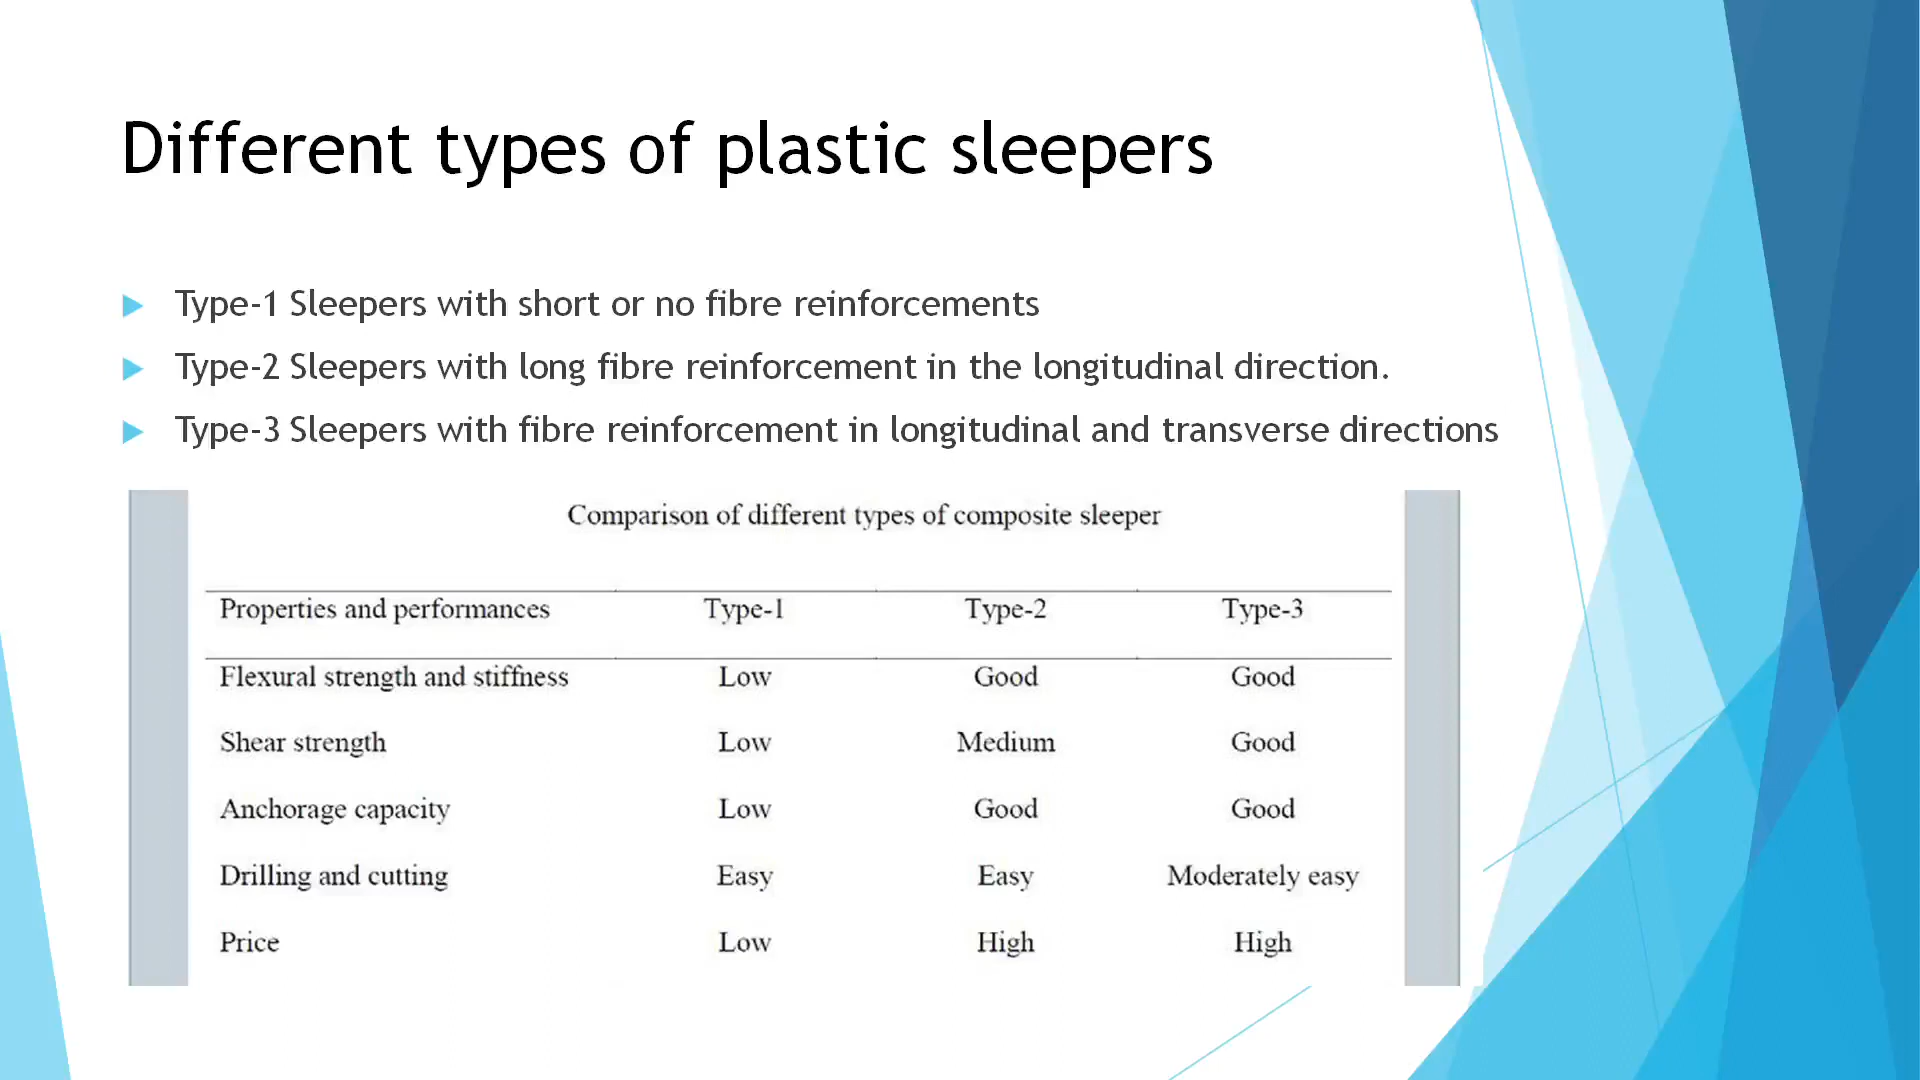 Different types of plastic sleepers
Type-1 Sleepers with short or no fibre reinforcements
Type-2 Sleepers with long fibre reinforcement in the longitudinal direction.
Type-3 Sleepers with fibre reinforcement in longitudinal and transverse directions
Comparison of different types of composite sleeper
Properties and performances Type-1 Type-2 Type-3
Flexural strength and stiffness Low Good Good
Shear strength Low Medium Good
Anchorage capacity Low Good Good
Drilling and cutting Easy Easy Moderately easy
Price Low High High